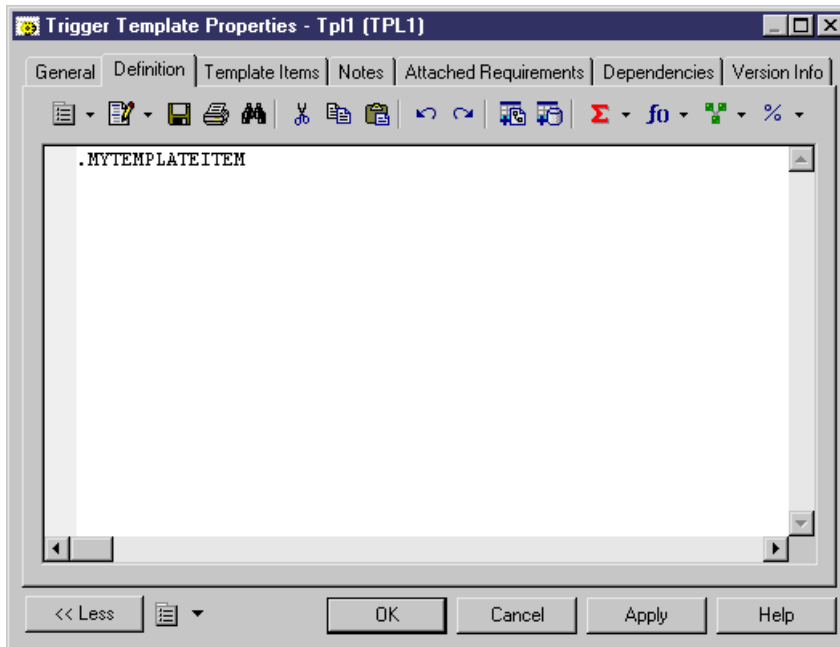 Trigger Template Properties - Tpl1 (TPL1)
General Definition Template Items Notes Attached Requirements Dependencies Version Info
Σ f() %
.MYTEMPLATEITEM
<< Less OK Cancel Apply Help